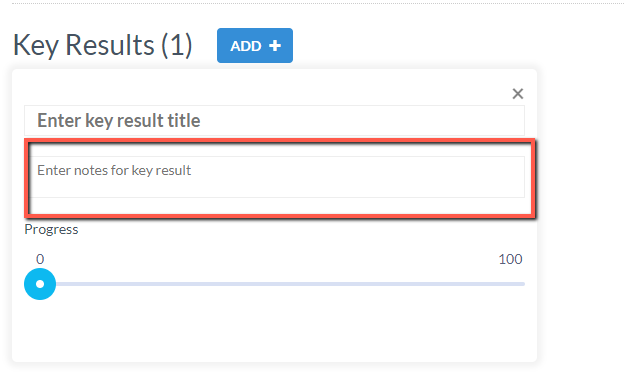 Key Results (1) ADD +
×
Enter key result title
Enter notes for key result
Progress
0 100